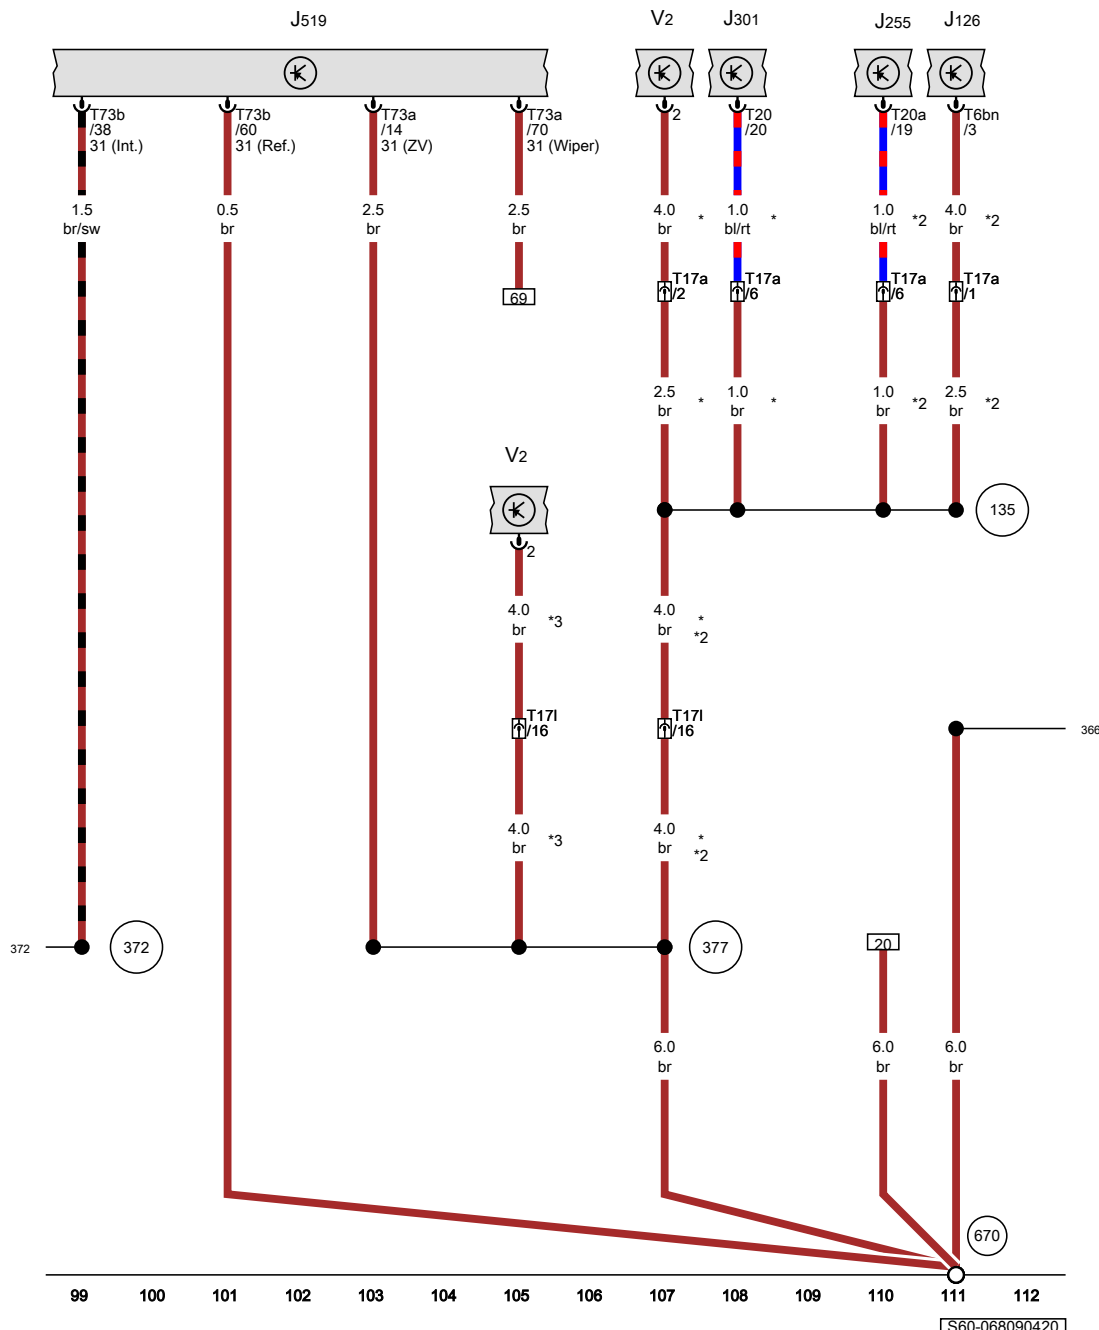 J519
V2
J301
J255
J126
T73b
/38
31 (Int.)
T73b
/60
31 (Ref.)
T73a
/14
31 (ZV)
T73a
/70
31 (Wiper)
2
T20
/20
T20a
/19
T6bn
/3
1.5
br/sw
0.5
br
2.5
br
2.5
br
4.0
br
*
1.0
bl/rt
*
1.0
bl/rt
*2
4.0
br
*2
69
T17a
/2
T17a
/6
T17a
/6
T17a
/1
2.5
br
*
1.0
br
*
1.0
br
*2
2.5
br
*2
V2
2
135
4.0
br
*3
4.0
br
*
*2
T17l
/16
T17l
/16
366
4.0
br
*3
4.0
br
*
*2
372
372
377
20
6.0
br
6.0
br
6.0
br
670
99 100 101 102 103 104 105 106 107 108 109 110 111 112
S60-068090420